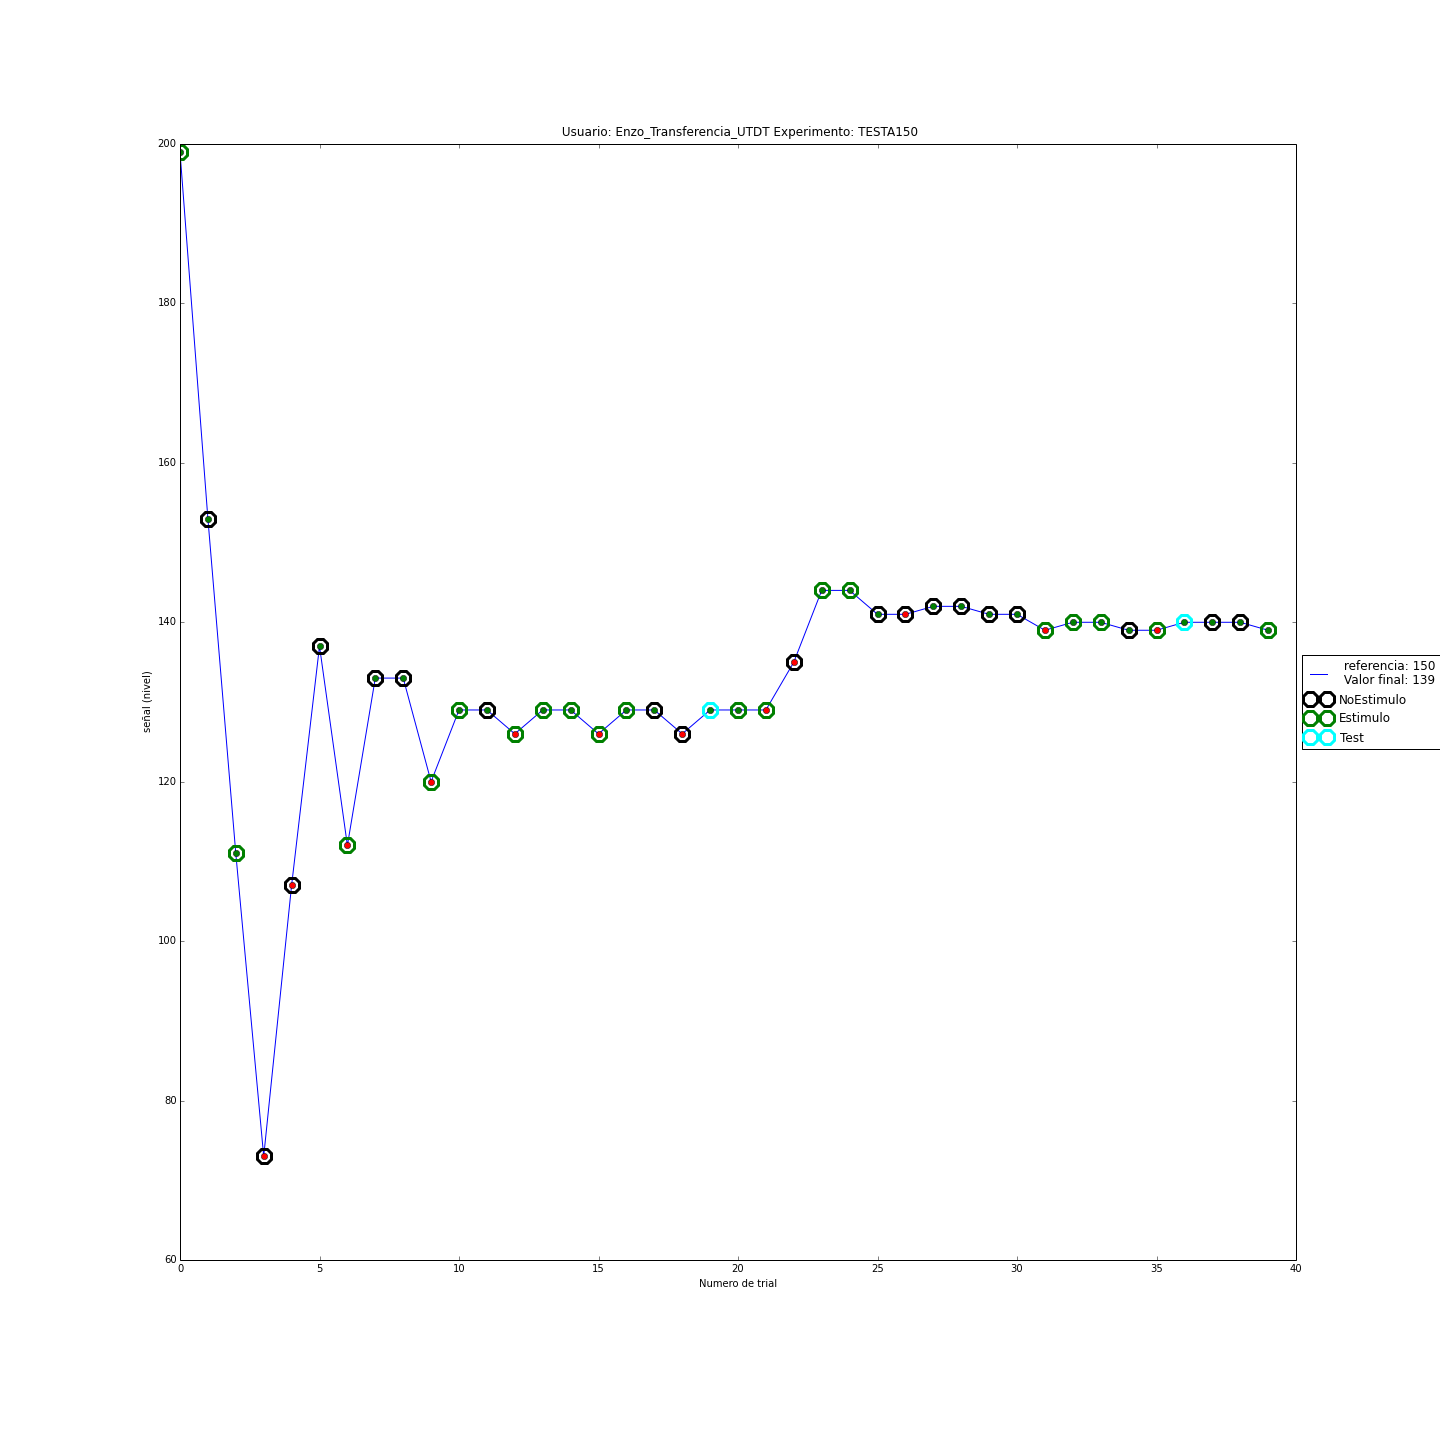 Usuario: Enzo_Transferencia_UTDT Experimento: TESTA150
200
180
160
140
120
100
80
60
señal (nivel)
0 5 10 15 20 25 30 35 40
Numero de trial
referencia: 150
Valor final: 139
NoEstimulo
Estimulo
Test